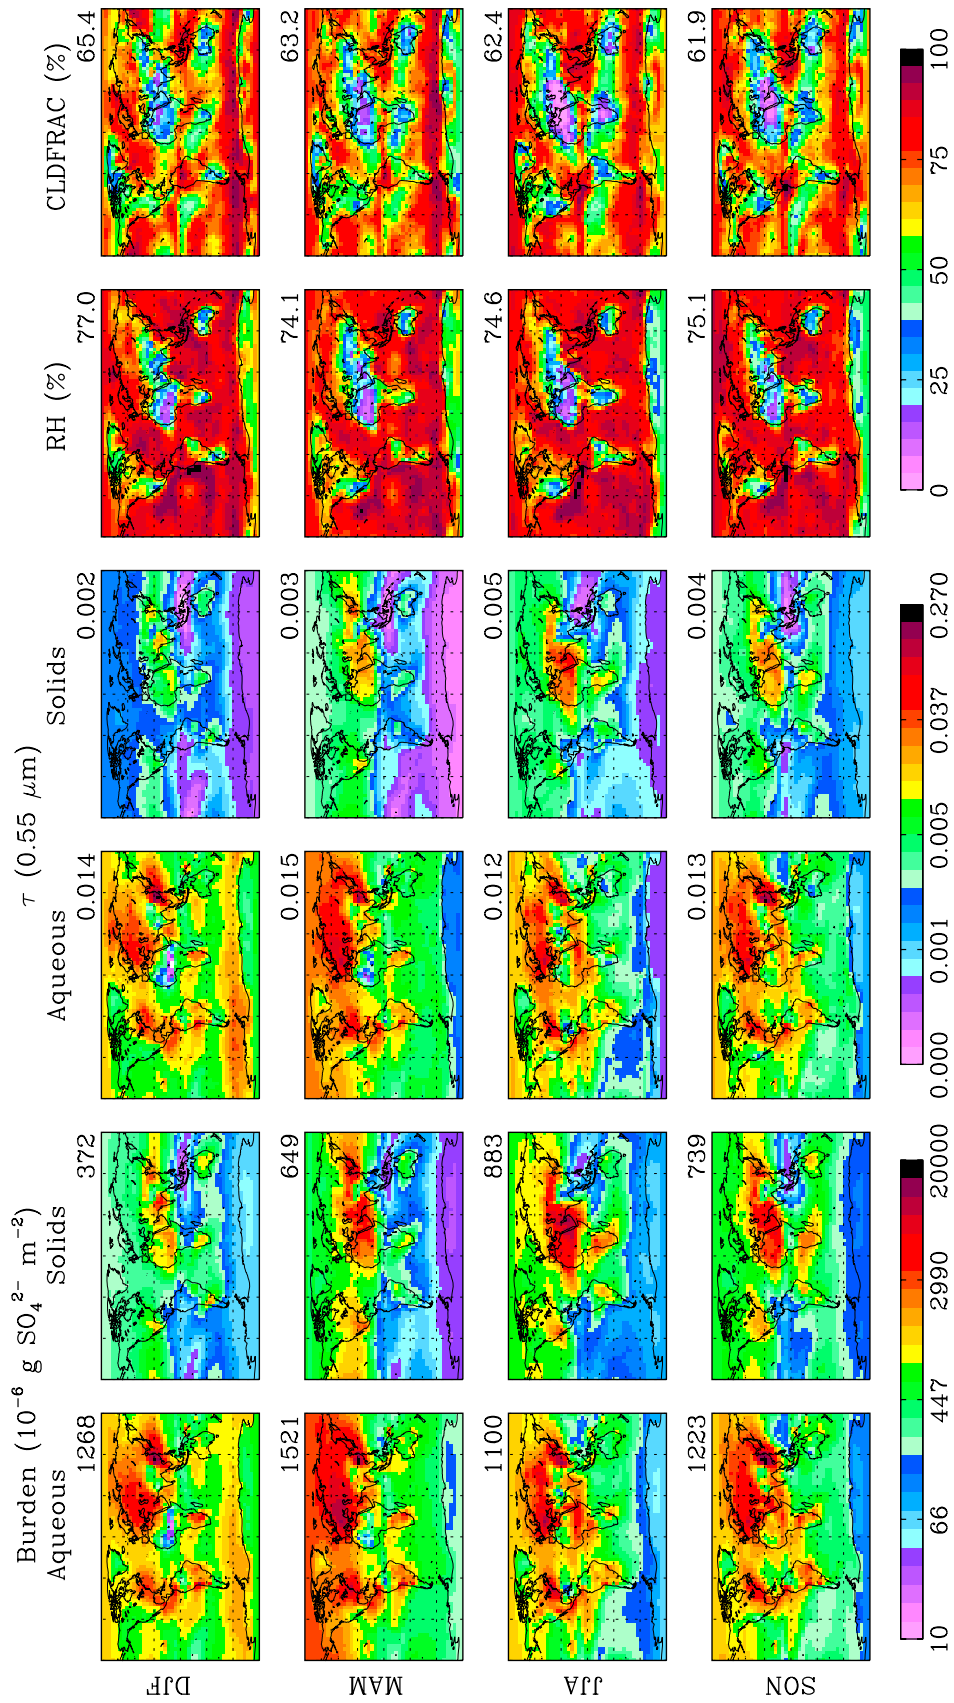 Burden (10⁻⁶ g SO₄²⁻ m⁻²)
τ (0.55 μm)
Aqueous
Solids
Aqueous
Solids
RH (%)
CLDFRAC (%)
DJF
1268
372
0.014
0.002
77.0
65.4
MAM
1521
649
0.015
0.003
74.1
63.2
JJA
1100
883
0.012
0.005
74.6
62.4
SON
1223
739
0.013
0.004
75.1
61.9
10 66 447 2990 20000
0.000 0.001 0.005 0.037 0.270
0 25 50 75 100